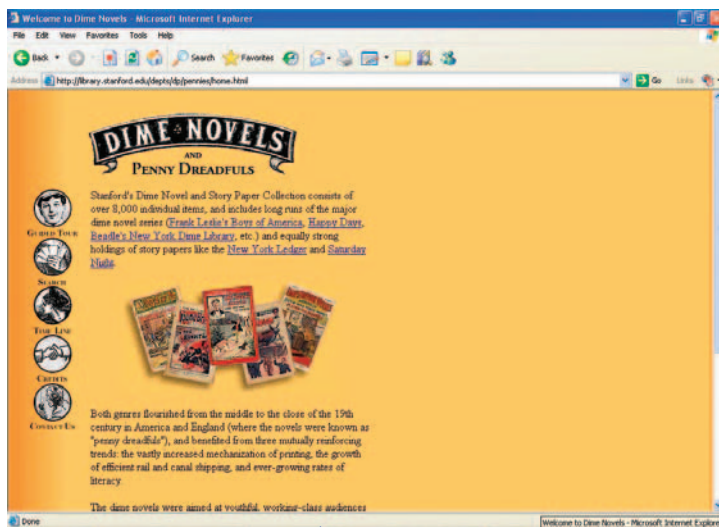 Welcome to Dime Novels - Microsoft Internet Explorer
File Edit View Favorites Tools Help
Back Search Favorites
Address http://library.stanford.edu/depts/dp/pennies/home.html Go Links
DIME NOVELS
AND
PENNY DREADFULS
Stanford's Dime Novel and Story Paper Collection consists of
over 8,000 individual items, and includes long runs of the major
dime novel series (Frank Leslie's Boys of America, Happy Days,
Beadle's New York Dime Library, etc.) and equally strong
holdings of story papers like the New York Ledger and Saturday
Night.
GUIDED TOUR
SEARCH
TIME LINE
CREDITS
CONTACT US
Both genres flourished from the middle to the close of the 19th
century in America and England (where the novels were known as
"penny dreadfuls"), and benefited from three mutually reinforcing
trends: the vastly increased mechanization of printing, the growth
of efficient rail and canal shipping, and ever-growing rates of
literacy.
The dime novels were aimed at youthful, working-class audiences
Done
Welcome to Dime Novels - Microsoft Internet Explorer